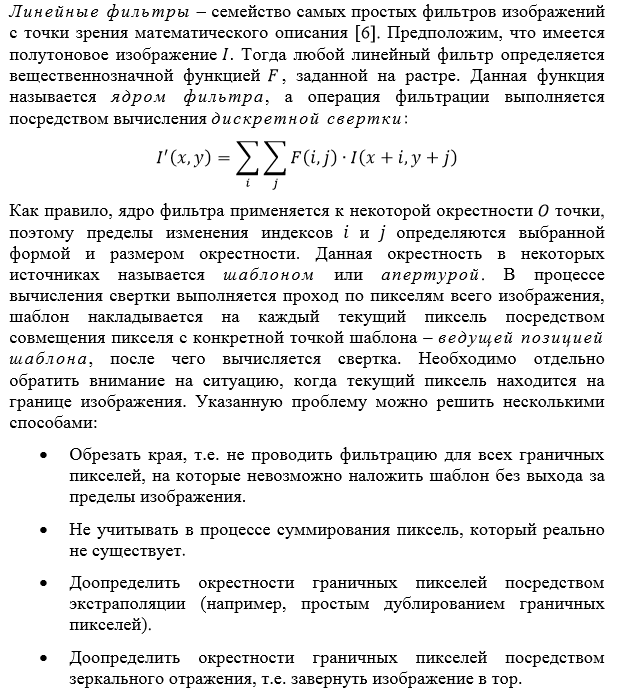 Линейные фильтры – семейство самых простых фильтров изображений
с точки зрения математического описания [6]. Предположим, что имеется
полутоновое изображение I. Тогда любой линейный фильтр определяется
вещественнозначной функцией F, заданной на растре. Данная функция
называется ядром фильтра, а операция фильтрации выполняется
посредством вычисления дискретной свертки:
I′(x, y) = ∑∑ F(i, j) · I(x + i, y + j)
i j
Как правило, ядро фильтра применяется к некоторой окрестности O точки,
поэтому пределы изменения индексов i и j определяются выбранной
формой и размером окрестности. Данная окрестность в некоторых
источниках называется шаблоном или апертурой. В процессе
вычисления свертки выполняется проход по пикселям всего изображения,
шаблон накладывается на каждый текущий пиксель посредством
совмещения пикселя с конкретной точкой шаблона – ведущей позицией
шаблона, после чего вычисляется свертка. Необходимо отдельно
обратить внимание на ситуацию, когда текущий пиксель находится на
границе изображения. Указанную проблему можно решить несколькими
способами:
• Обрезать края, т.е. не проводить фильтрацию для всех граничных
пикселей, на которые невозможно наложить шаблон без выхода за
пределы изображения.
• Не учитывать в процессе суммирования пиксель, который реально
не существует.
• Доопределить окрестности граничных пикселей посредством
экстраполяции (например, простым дублированием граничных
пикселей).
• Доопределить окрестности граничных пикселей посредством
зеркального отражения, т.е. завернуть изображение в тор.